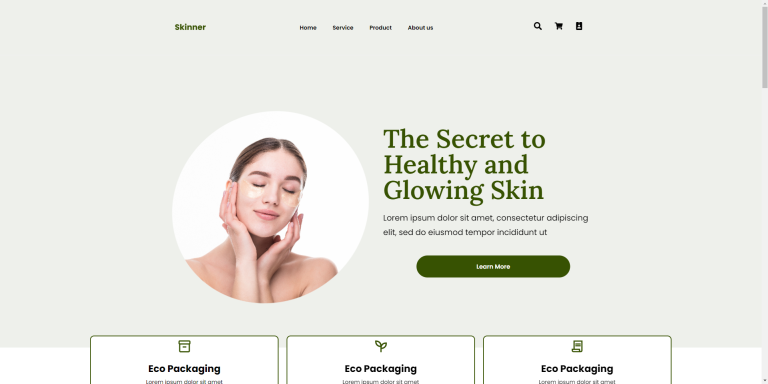 Skinner
Home Service Product About us
The Secret to
Healthy and
Glowing Skin
Lorem ipsum dolor sit amet, consectetur adipiscing
elit, sed do eiusmod tempor incididunt ut
Learn More
Eco Packaging
Lorem ipsum dolor sit amet
Eco Packaging
Lorem ipsum dolor sit amet
Eco Packaging
Lorem ipsum dolor sit amet